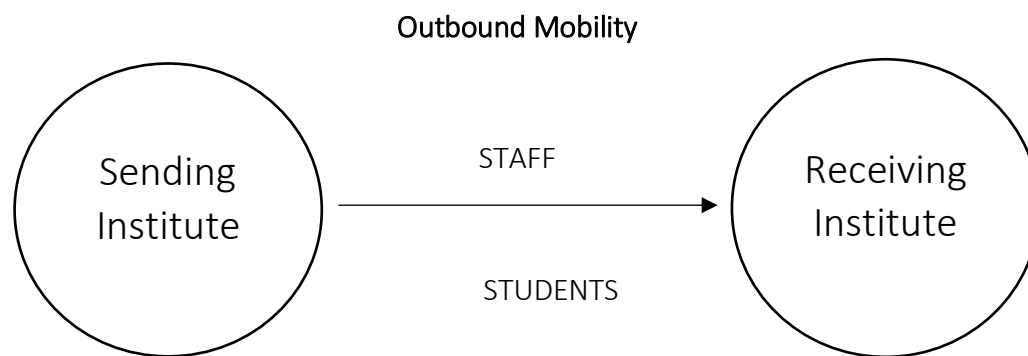 Outbound Mobility
Sending
Institute
STAFF
STUDENTS
Receiving
Institute